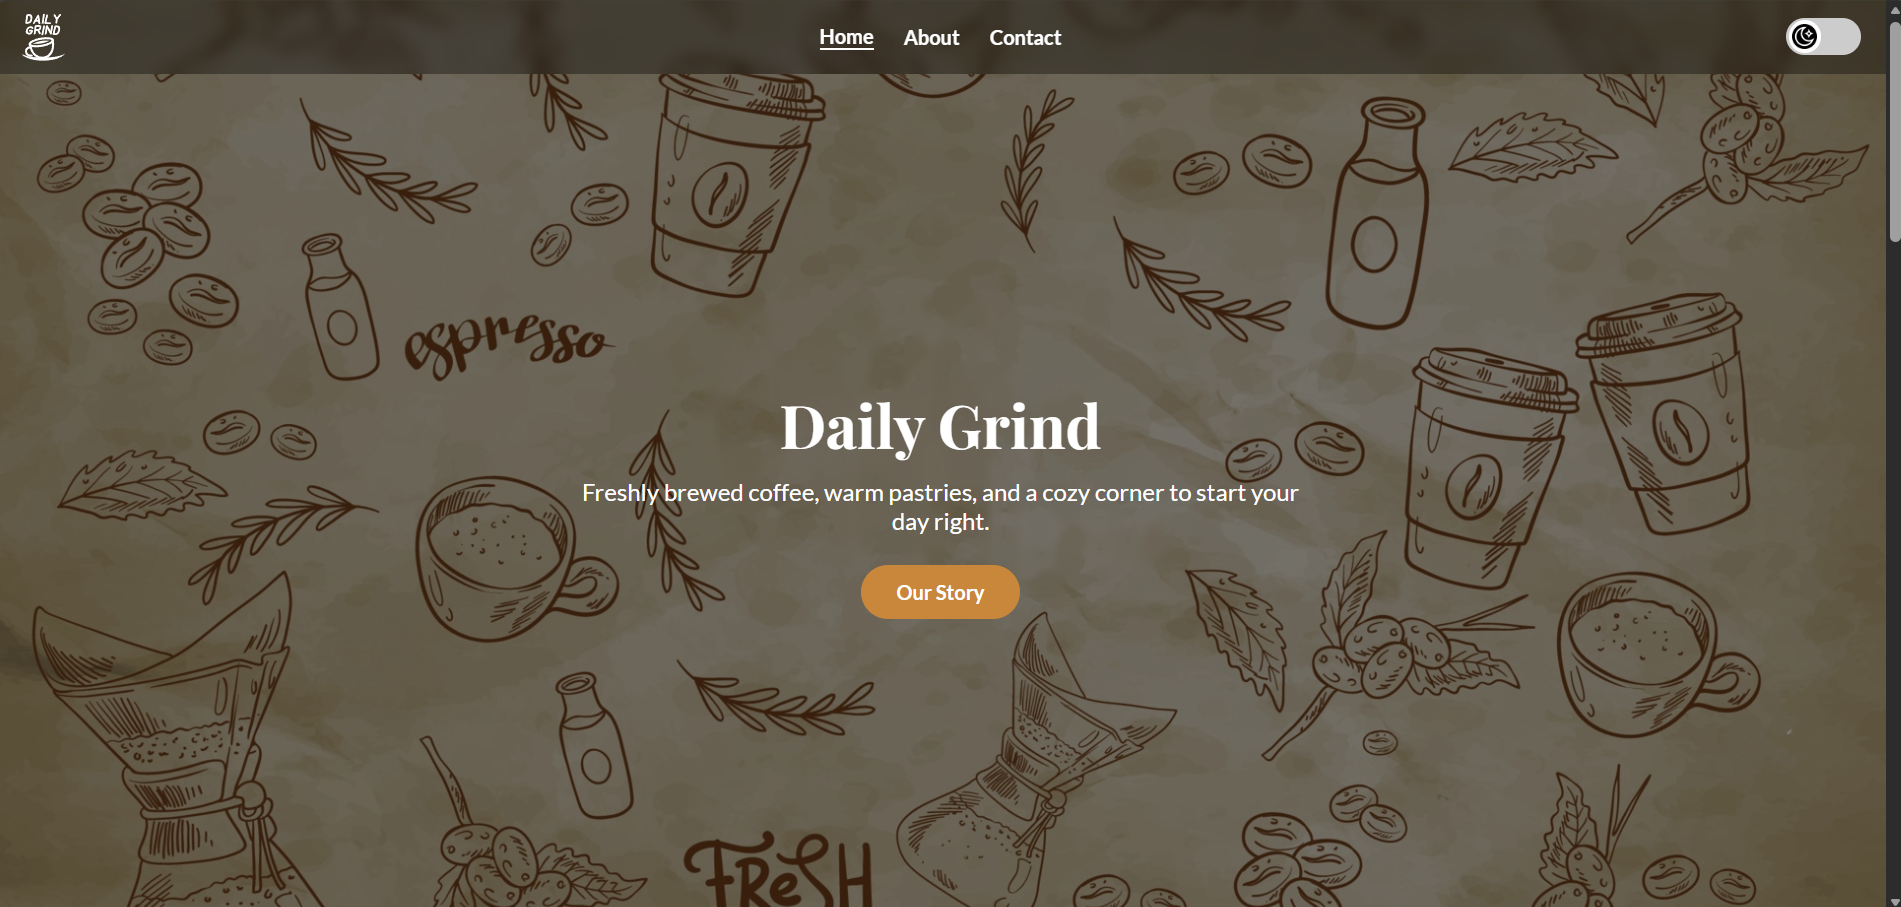 DAILY
GRIND
Home About Contact
espresso
Daily Grind
Freshly brewed coffee, warm pastries, and a cozy corner to start your
day right.
Our Story
FReSH